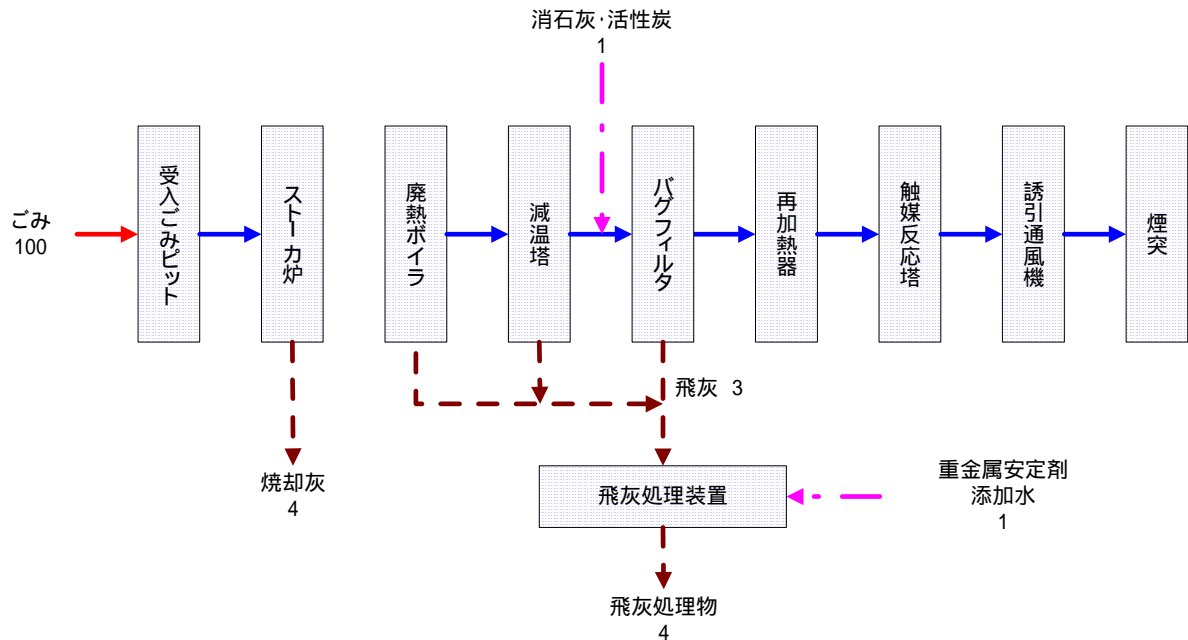 消石灰・活性炭
1
ごみ
100
受入ごみピット
ストーカ炉
廃熱ボイラ
減温塔
バグフィルタ
再加熱器
触媒反応塔
誘引通風機
煙突
飛灰 3
焼却灰
4
飛灰処理装置
重金属安定剤
添加水
1
飛灰処理物
4